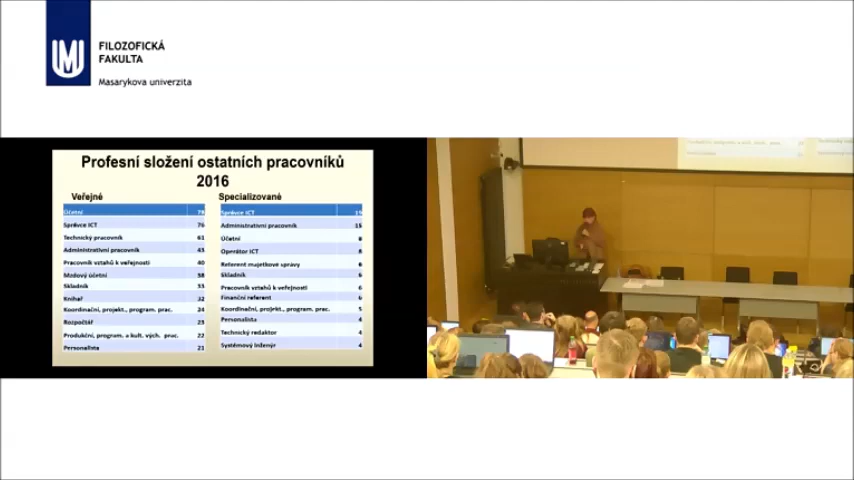 FILOZOFICKÁ
FAKULTA
Masarykova univerzita
Profesní složení ostatních pracovníků
2016
Veřejné
Účetní 78
Správce ICT 76
Technický pracovník 61
Administrativní pracovník 43
Pracovník vztahů k veřejnosti 40
Mzdový účetní 38
Skladník 33
Knihař 32
Koordinační, projekt., program. prac. 24
Rozpočtář 23
Produkční, program. a kult. vých. prac. 22
Personalista 21
Specializované
Správce ICT 19
Administrativní pracovník 15
Účetní 8
Operátor ICT 8
Referent majetkové správy 6
Skladník 6
Pracovník vztahů k veřejnosti 6
Finanční referent 6
Koordinační, projekt., program. prac. 5
Personalista 4
Technický redaktor 4
Systémový inženýr 4